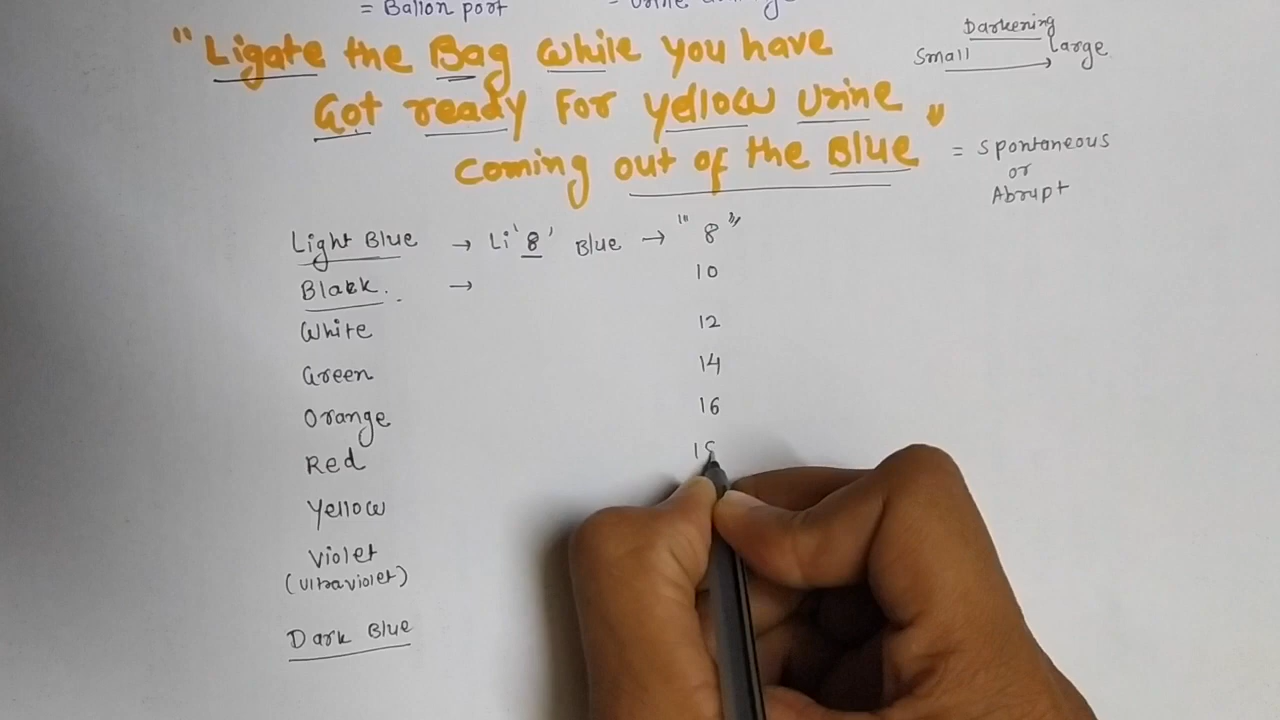 = Ballon port
"Ligate the Bag while you have
Got ready For yellow Urine "
coming out of the Blue
Darkening
Small → large
= Spontaneous
or
Abrupt
Light Blue → Li '8' Blue → "8"
Black. → 10
White 12
Green 14
Orange 16
Red
Yellow
Violet
(Ultraviolet)
Dark Blue